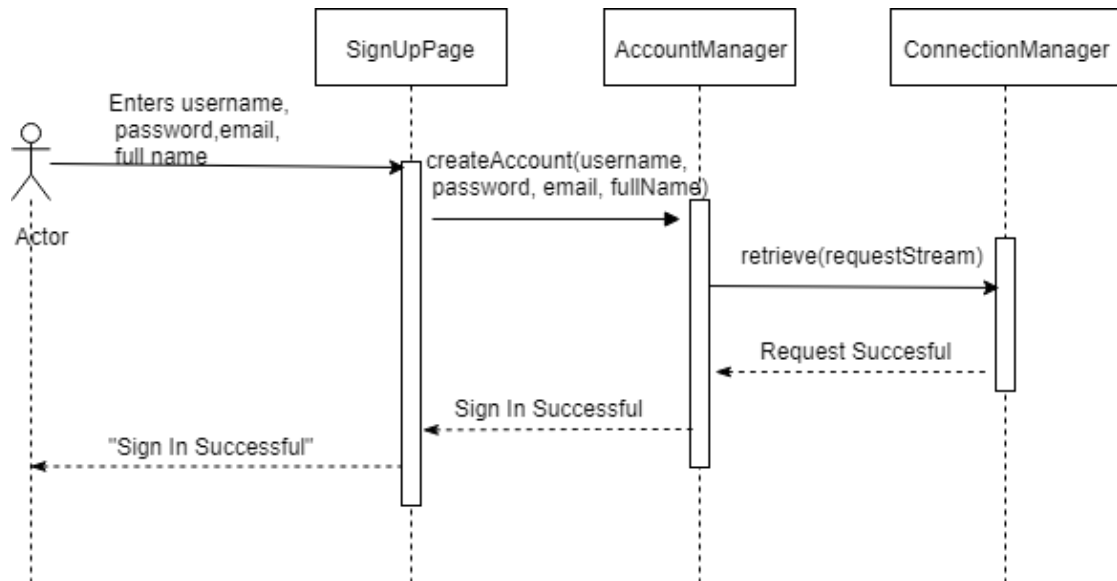 SignUpPage
AccountManager
ConnectionManager
Enters username,
password,email,
full name
Actor
createAccount(username,
password, email, fullName)
retrieve(requestStream)
Request Succesful
Sign In Successful
"Sign In Successful"